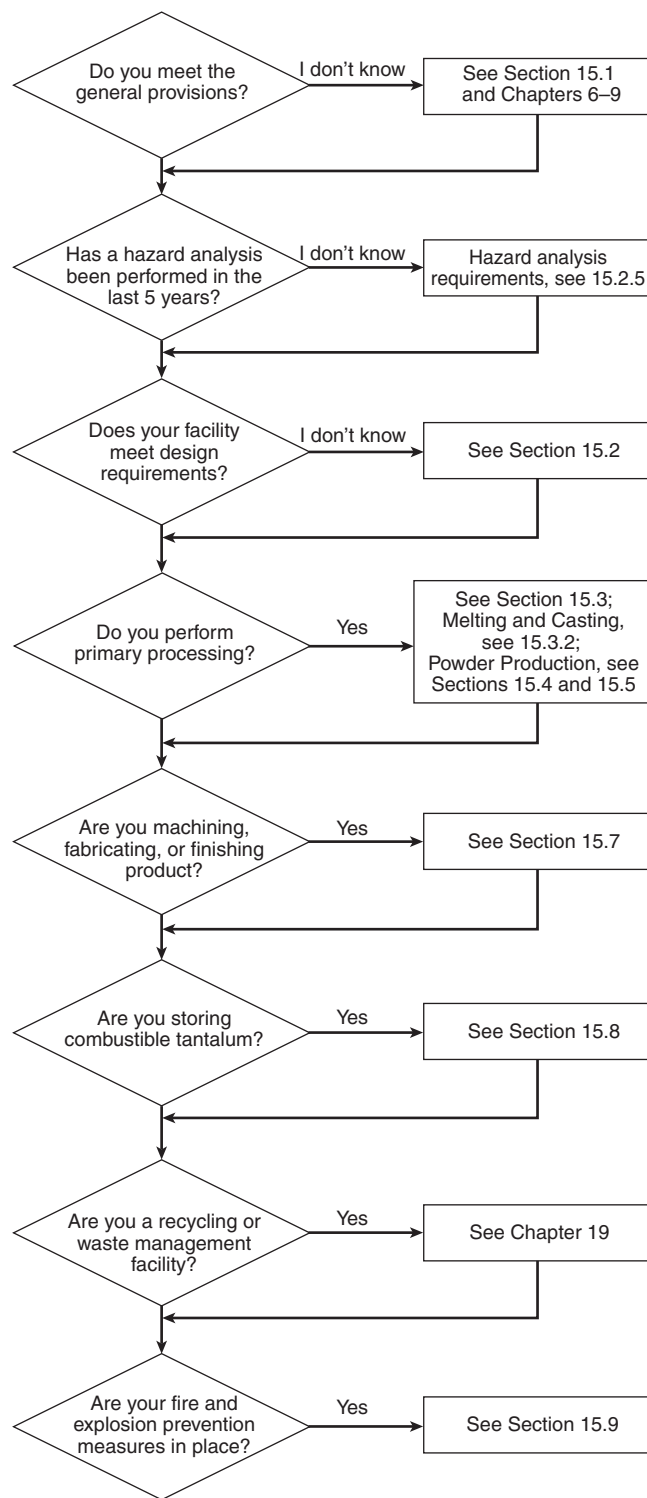 Do you meet the
general provisions?
I don't know
See Section 15.1
and Chapters 6–9
Has a hazard analysis
been performed in the
last 5 years?
I don't know
Hazard analysis
requirements, see 15.2.5
Does your facility
meet design
requirements?
I don't know
See Section 15.2
Do you perform
primary processing?
Yes
See Section 15.3;
Melting and Casting,
see 15.3.2;
Powder Production, see
Sections 15.4 and 15.5
Are you machining,
fabricating, or finishing
product?
Yes
See Section 15.7
Are you storing
combustible tantalum?
Yes
See Section 15.8
Are you a recycling or
waste management
facility?
Yes
See Chapter 19
Are your fire and
explosion prevention
measures in place?
Yes
See Section 15.9